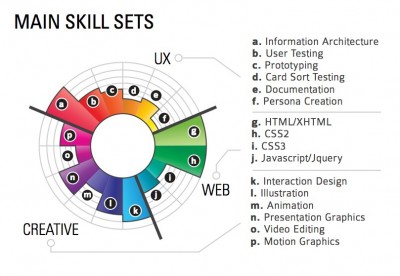 MAIN SKILL SETS
UX
a. Information Architecture
b. User Testing
c. Prototyping
d. Card Sort Testing
e. Documentation
f. Persona Creation
g. HTML/XHTML
h. CSS2
i. CSS3
j. Javascript/Jquery
WEB
k. Interaction Design
l. Illustration
m. Animation
n. Presentation Graphics
o. Video Editing
p. Motion Graphics
CREATIVE
a
b
c
d
e
f
g
h
i
j
k
l
m
n
o
p